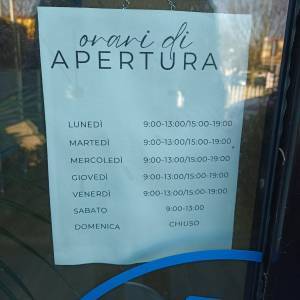 orari di
APERTURA
LUNEDÌ 9:00-13:00/15:00-19:00
MARTEDÌ 9:00-13:00/15:00-19:00
MERCOLEDÌ 9:00-13:00/15:00-19:00
GIOVEDÌ 9:00-13:00/15:00-19:00
VENERDÌ 9:00-13:00/15:00-19:00
SABATO 9:00-13:00
DOMENICA CHIUSO